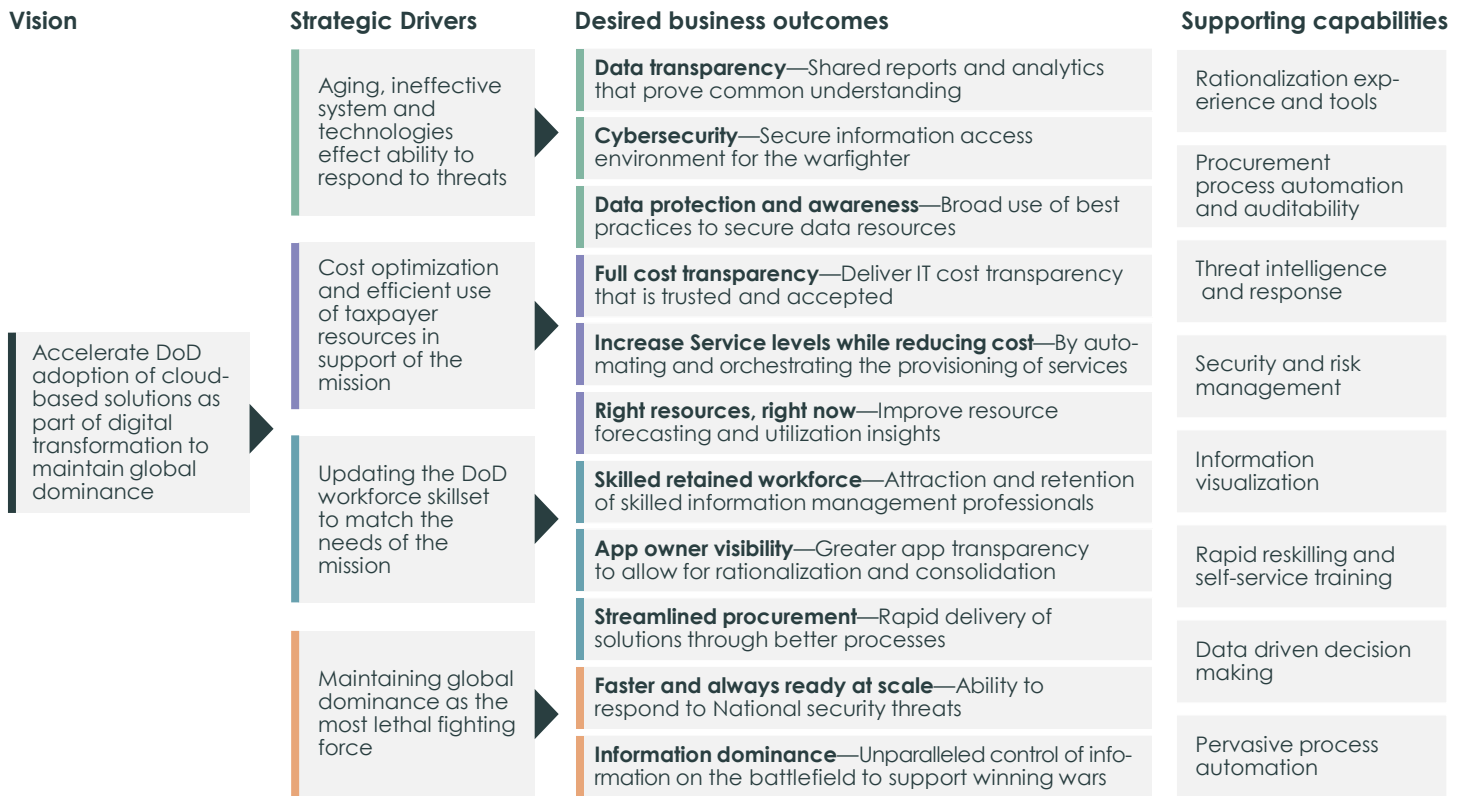 Vision
Accelerate DoD
adoption of cloud-
based solutions as
part of digital
transformation to
maintain global
dominance
Strategic Drivers
Aging, ineffective
system and
technologies
effect ability to
respond to threats
Cost optimization
and efficient use
of taxpayer
resources in
support of the
mission
Updating the DoD
workforce skillset
to match the
needs of the
mission
Maintaining global
dominance as the
most lethal fighting
force
Desired business outcomes
Data transparency—Shared reports and analytics
that prove common understanding
Cybersecurity—Secure information access
environment for the warfighter
Data protection and awareness—Broad use of best
practices to secure data resources
Full cost transparency—Deliver IT cost transparency
that is trusted and accepted
Increase Service levels while reducing cost—By auto-
mating and orchestrating the provisioning of services
Right resources, right now—Improve resource
forecasting and utilization insights
Skilled retained workforce—Attraction and retention
of skilled information management professionals
App owner visibility—Greater app transparency
to allow for rationalization and consolidation
Streamlined procurement—Rapid delivery of
solutions through better processes
Faster and always ready at scale—Ability to
respond to National security threats
Information dominance—Unparalleled control of info-
rmation on the battlefield to support winning wars
Supporting capabilities
Rationalization exp-
erience and tools
Procurement
process automation
and auditability
Threat intelligence
and response
Security and risk
management
Information
visualization
Rapid reskilling and
self-service training
Data driven decision
making
Pervasive process
automation